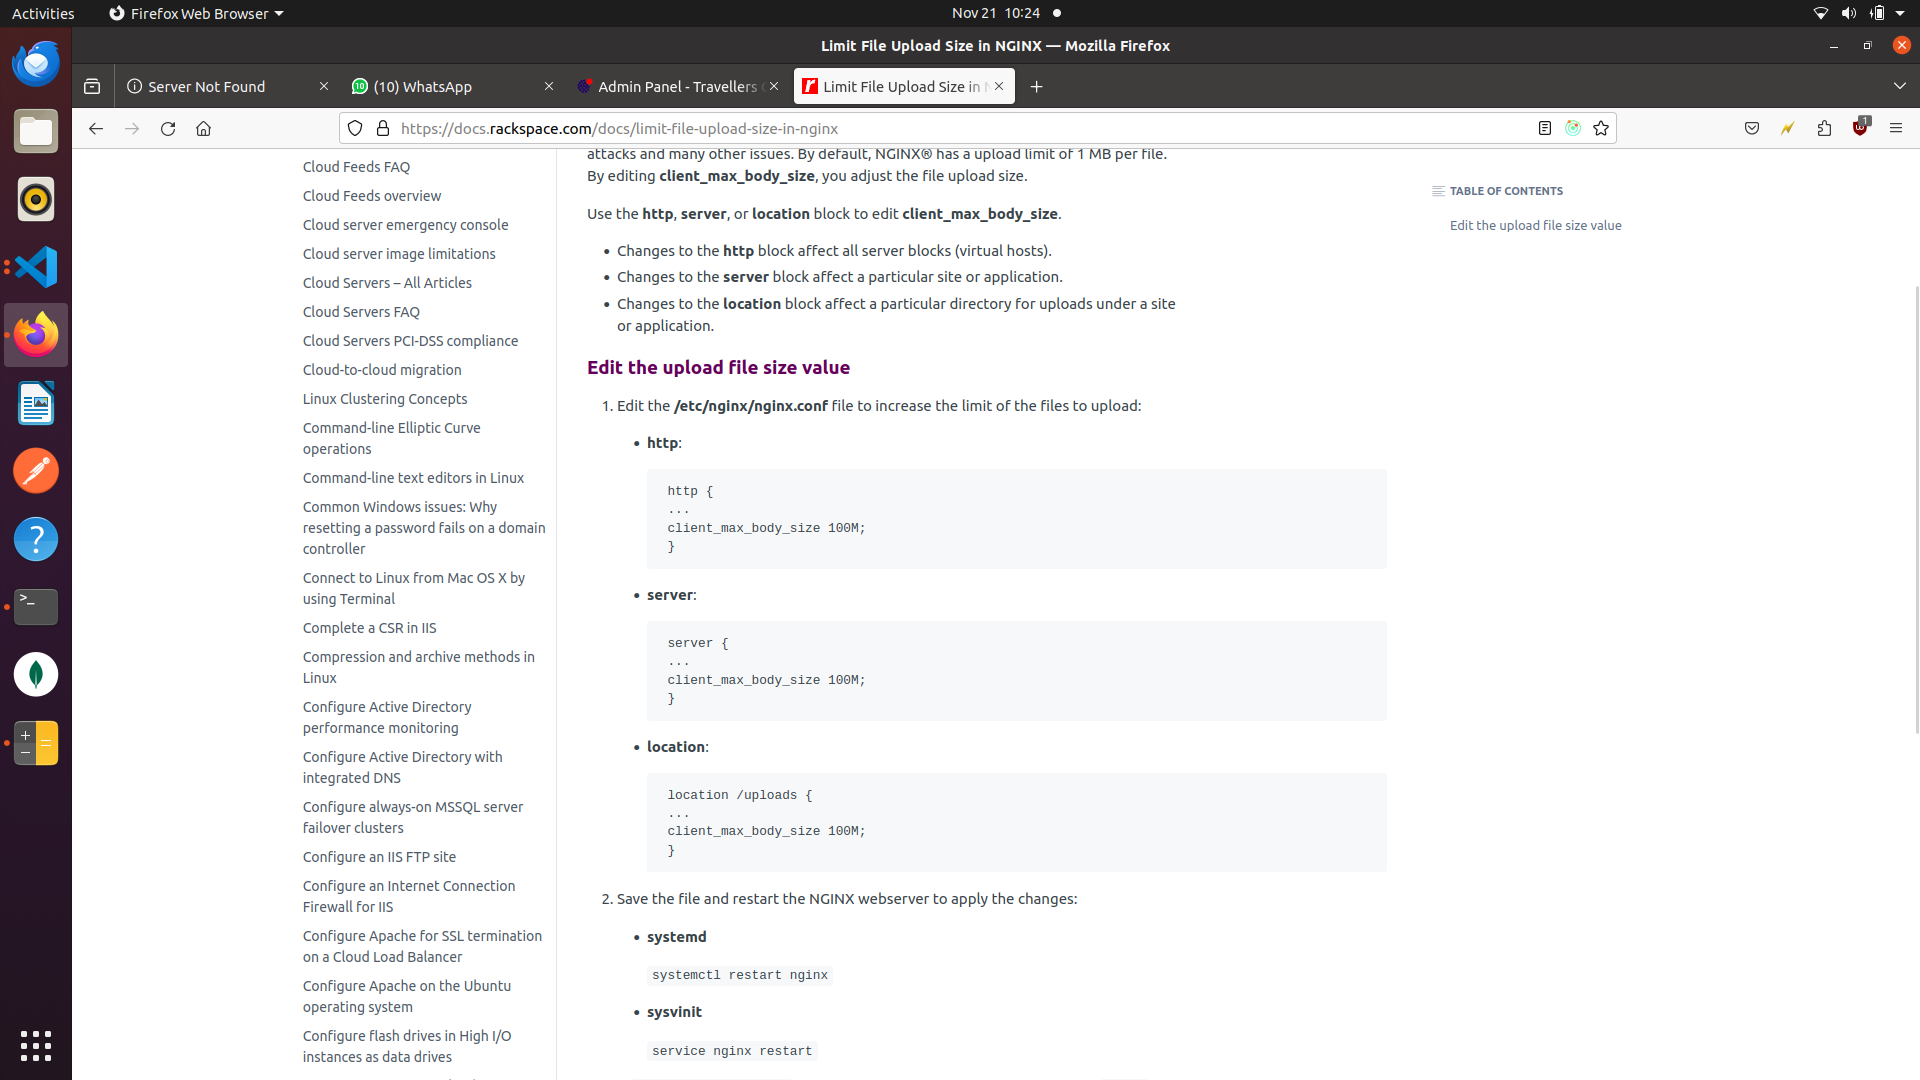 Activities
Firefox Web Browser
Nov 21 10:24
Limit File Upload Size in NGINX — Mozilla Firefox
Server Not Found
(10) WhatsApp
Admin Panel - Travellers
Limit File Upload Size in N
https://docs.rackspace.com/docs/limit-file-upload-size-in-nginx
1
Cloud Feeds FAQ
Cloud Feeds overview
Cloud server emergency console
Cloud server image limitations
Cloud Servers – All Articles
Cloud Servers FAQ
Cloud Servers PCI-DSS compliance
Cloud-to-cloud migration
Linux Clustering Concepts
Command-line Elliptic Curve
operations
Command-line text editors in Linux
Common Windows issues: Why
resetting a password fails on a domain
controller
Connect to Linux from Mac OS X by
using Terminal
Complete a CSR in IIS
Compression and archive methods in
Linux
Configure Active Directory
performance monitoring
Configure Active Directory with
integrated DNS
Configure always-on MSSQL server
failover clusters
Configure an IIS FTP site
Configure an Internet Connection
Firewall for IIS
Configure Apache for SSL termination
on a Cloud Load Balancer
Configure Apache on the Ubuntu
operating system
Configure flash drives in High I/O
instances as data drives
attacks and many other issues. By default, NGINX® has a upload limit of 1 MB per file.
By editing client_max_body_size, you adjust the file upload size.
Use the http, server, or location block to edit client_max_body_size.
• Changes to the http block affect all server blocks (virtual hosts).
• Changes to the server block affect a particular site or application.
• Changes to the location block affect a particular directory for uploads under a site
or application.
Edit the upload file size value
1. Edit the /etc/nginx/nginx.conf file to increase the limit of the files to upload:
• http:
http {
...
client_max_body_size 100M;
}
• server:
server {
...
client_max_body_size 100M;
}
• location:
location /uploads {
...
client_max_body_size 100M;
}
2. Save the file and restart the NGINX webserver to apply the changes:
• systemd
systemctl restart nginx
• sysvinit
service nginx restart
TABLE OF CONTENTS
Edit the upload file size value